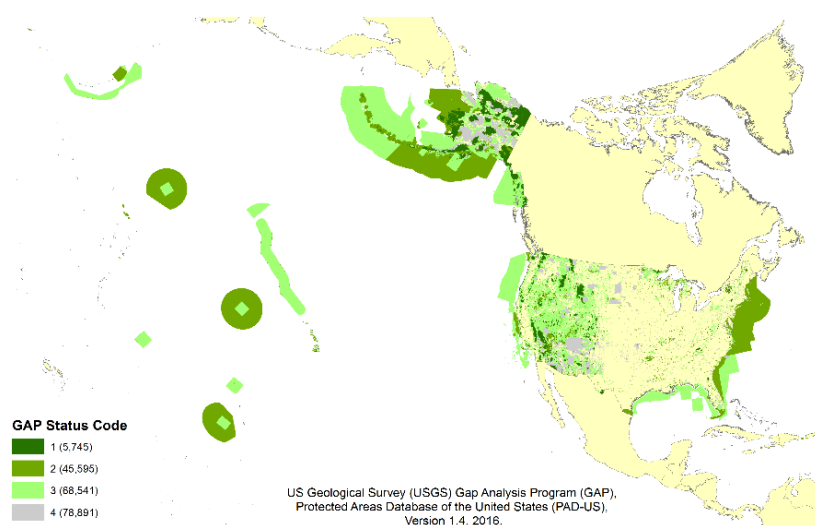 GAP Status Code
1 (5,745)
2 (45,595)
3 (68,541)
4 (78,891)
US Geological Survey (USGS) Gap Analysis Program (GAP),
Protected Areas Database of the United States (PAD-US),
Version 1.4. 2016.